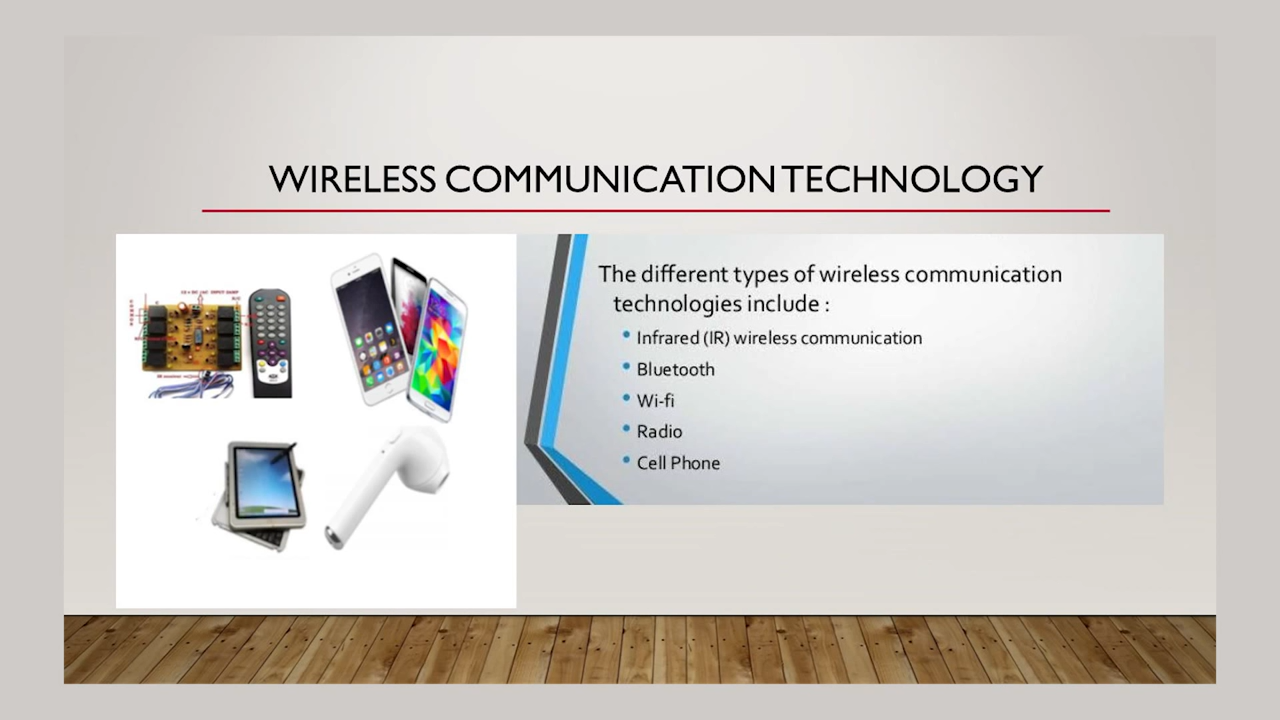 WIRELESS COMMUNICATION TECHNOLOGY
The different types of wireless communication
technologies include :
Infrared (IR) wireless communication
Bluetooth
Wi-fi
Radio
Cell Phone